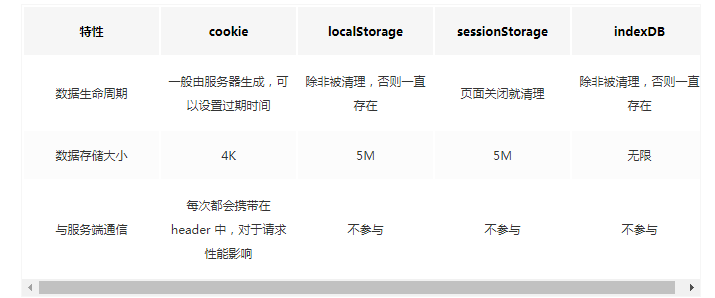 特性 cookie localStorage sessionStorage indexDB
数据生命周期 一般由服务器生成，可以设置过期时间 除非被清理，否则一直存在 页面关闭就清理 除非被清理，否则一直存在
数据存储大小 4K 5M 5M 无限
与服务端通信 每次都会携带在 header 中，对于请求性能影响 不参与 不参与 不参与